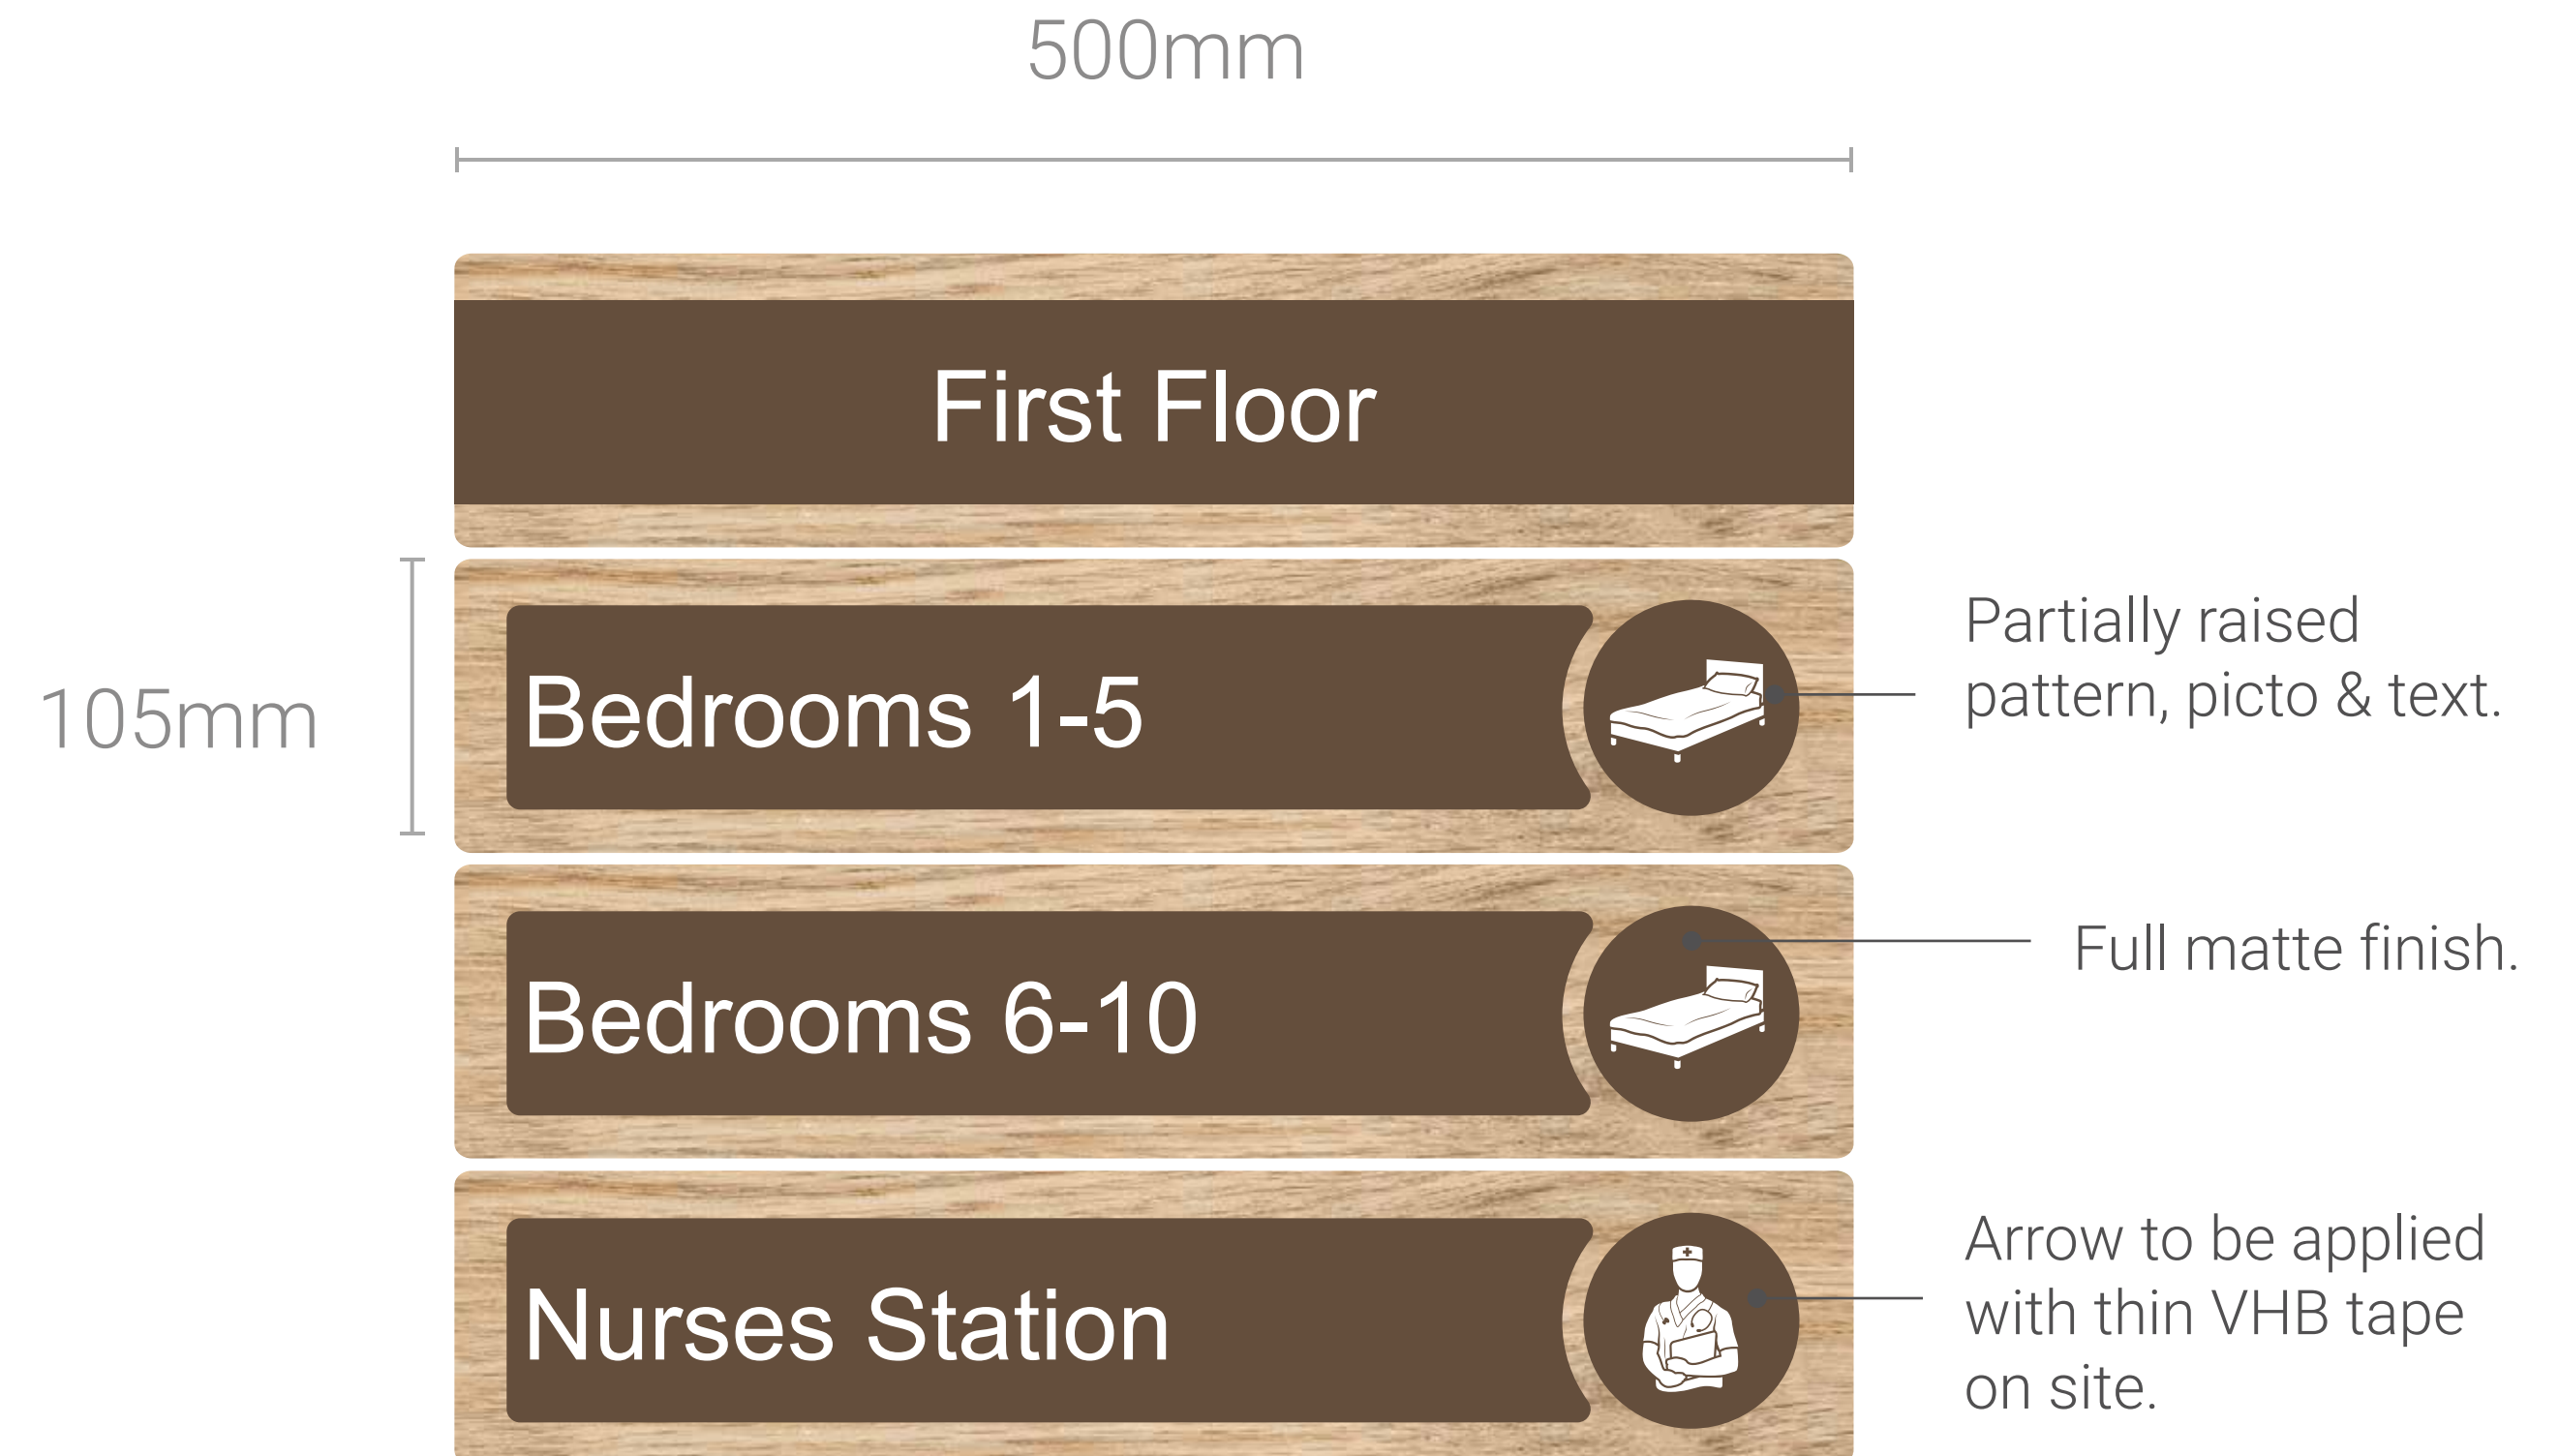 500mm
First Floor
105mm
Bedrooms 1-5
Partially raised
pattern, picto & text.
Bedrooms 6-10
Full matte finish.
Nurses Station
Arrow to be applied
with thin VHB tape
on site.